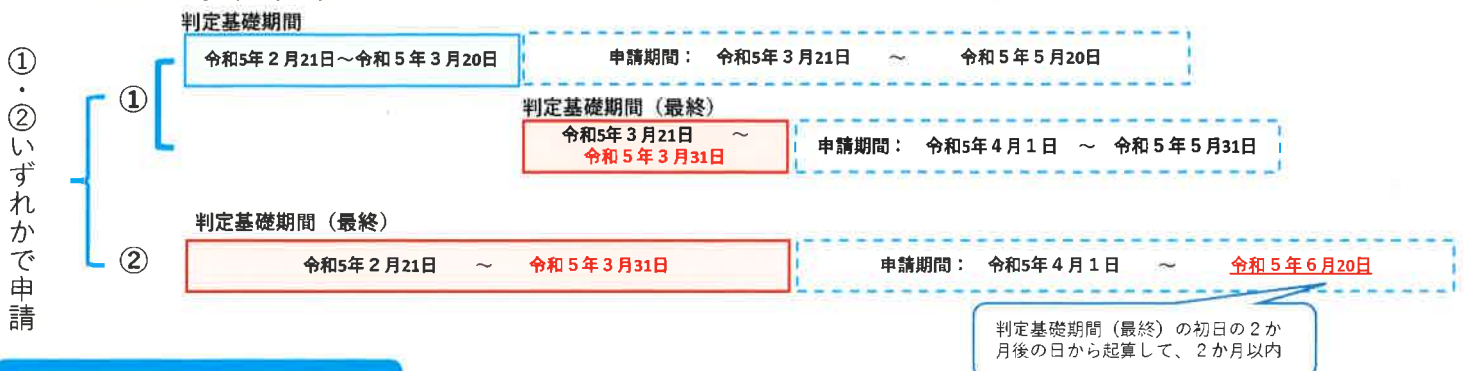 ①・②いずれかで申請
①
判定基礎期間
令和5年2月21日～令和5年3月20日
申請期間： 令和5年3月21日 ～ 令和5年5月20日
判定基礎期間（最終）
令和5年3月21日 ～
令和5年3月31日
申請期間： 令和5年4月1日 ～ 令和5年5月31日
②
判定基礎期間（最終）
令和5年2月21日 ～ 令和5年3月31日
申請期間： 令和5年4月1日 ～ 令和5年6月20日
判定基礎期間（最終）の初日の2か
月後の日から起算して、2か月以内